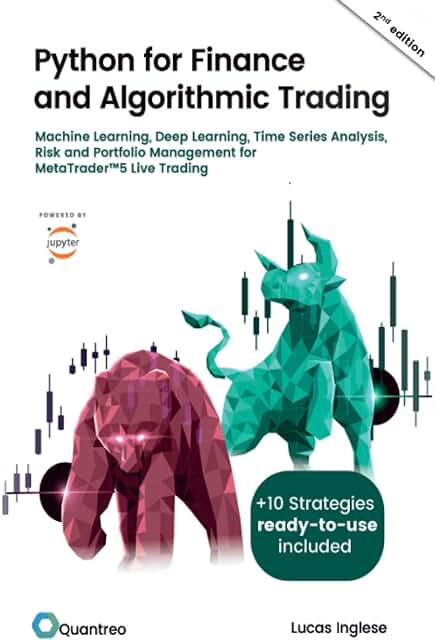 2nd edition
Python for Finance
and Algorithmic Trading
Machine Learning, Deep Learning, Time Series Analysis,
Risk and Portfolio Management for
MetaTrader™5 Live Trading
POWERED BY
jupyter
+10 Strategies
ready-to-use
included
Quantreo
Lucas Inglese